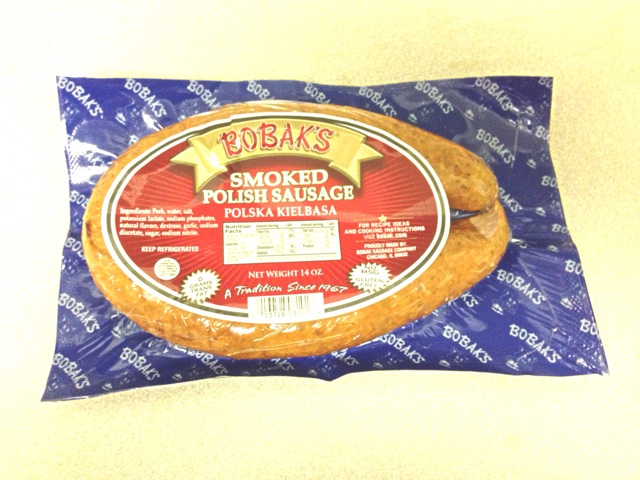 BOBAK'S
SMOKED
POLISH SAUSAGE
POLSKA KIELBASA
Ingredients: Pork, water, salt,
potassium lactate, sodium phosphates,
natural flavors, dextrose, garlic, sodium
diacetate, sugar, sodium nitrite.
KEEP REFRIGERATED
Nutrition
Facts
FOR RECIPE IDEAS
AND COOKING INSTRUCTIONS
visit bobak.com
PROUDLY MADE BY:
BOBAK SAUSAGE COMPANY
CHICAGO, IL
0
GRAMS
TRANS
FAT
NO
MSG
GLUTEN
FREE
NET WEIGHT 14 OZ.
A Tradition Since 1967
BOBAK'S
BOBAK'S
BOBAK'S
BOBAK'S
BOBAK'S
BOBAK'S
BOBAK'S
BOBAK'S